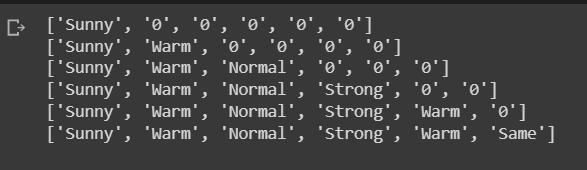 ['Sunny', '0', '0', '0', '0', '0']
['Sunny', 'Warm', '0', '0', '0', '0']
['Sunny', 'Warm', 'Normal', '0', '0', '0']
['Sunny', 'Warm', 'Normal', 'Strong', '0', '0']
['Sunny', 'Warm', 'Normal', 'Strong', 'Warm', '0']
['Sunny', 'Warm', 'Normal', 'Strong', 'Warm', 'Same']